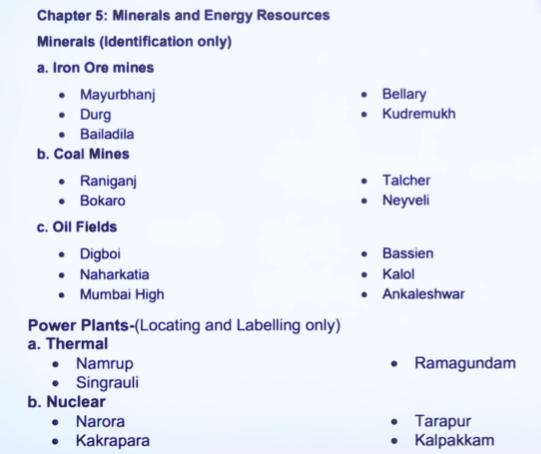 Chapter 5: Minerals and Energy Resources
Minerals (Identification only)
a. Iron Ore mines
• Mayurbhanj • Bellary
• Durg • Kudremukh
• Bailadila
b. Coal Mines
• Raniganj • Talcher
• Bokaro • Neyveli
c. Oil Fields
• Digboi • Bassien
• Naharkatia • Kalol
• Mumbai High • Ankaleshwar
Power Plants-(Locating and Labelling only)
a. Thermal
• Namrup • Ramagundam
• Singrauli
b. Nuclear
• Narora • Tarapur
• Kakrapara • Kalpakkam